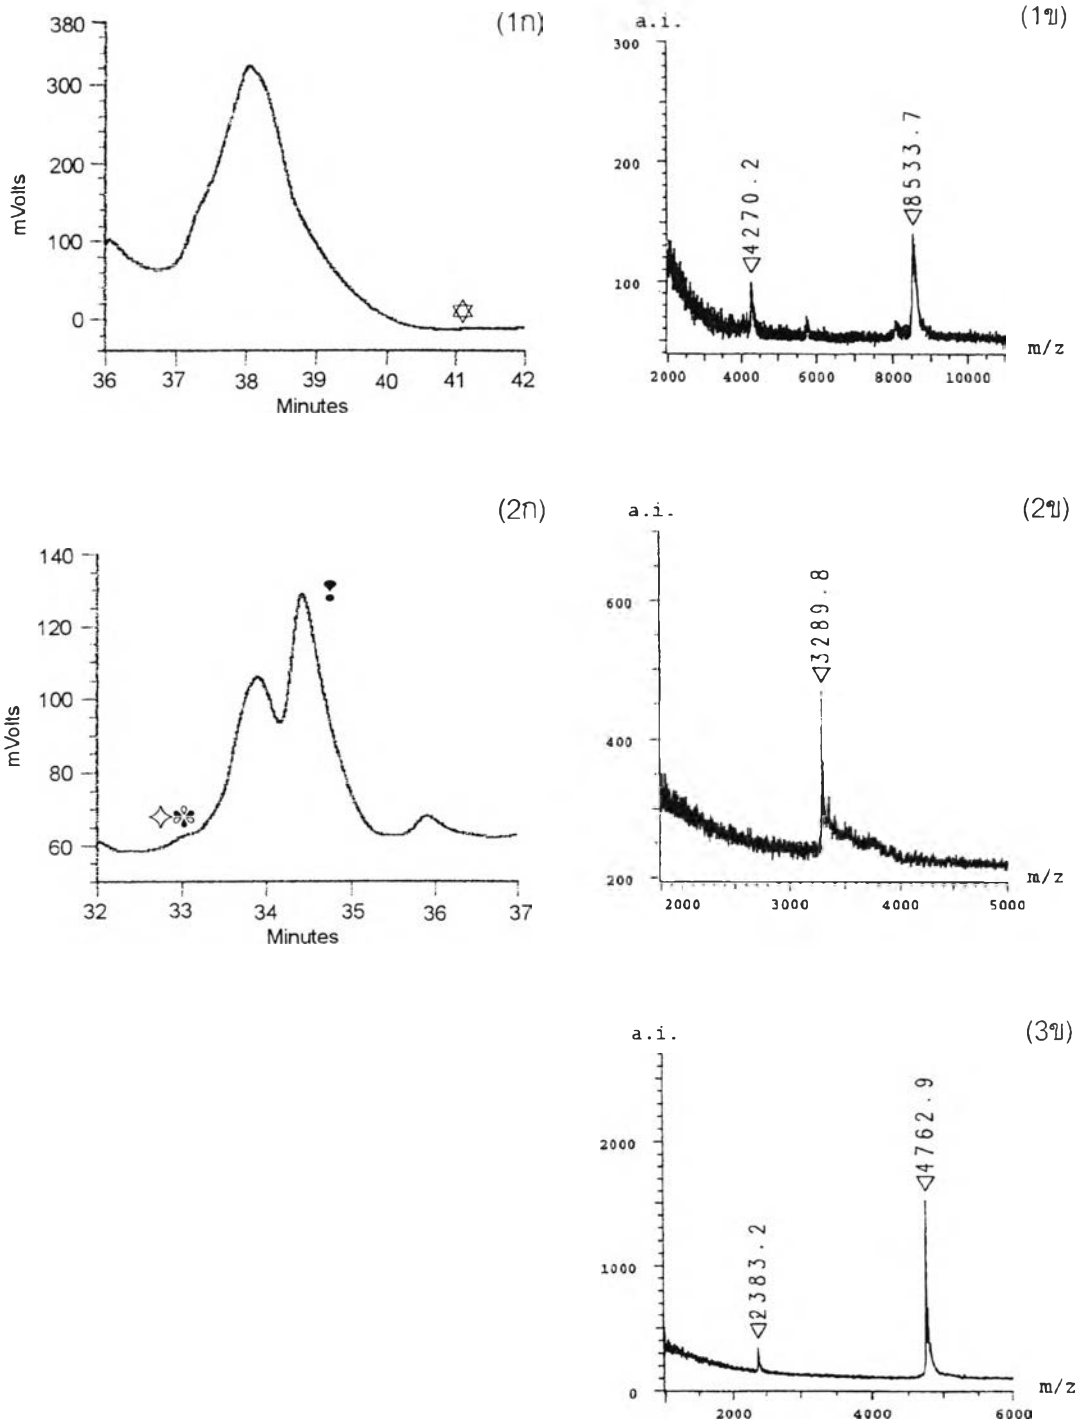 (1ก)
380
300
200
100
0
mVolts
36 37 38 39 40 41 42
Minutes
(1ข)
a.i.
300
200
100
4270.2
8533.7
m/z
2000 4000 6000 8000 10000
(2ก)
140
120
100
80
60
mVolts
32 33 34 35 36 37
Minutes
(2ข)
a.i.
600
400
200
3289.8
m/z
2000 3000 4000 5000
(3ข)
a.i.
2000
1000
0
2383.2
4762.9
m/z
2000 4000 6000